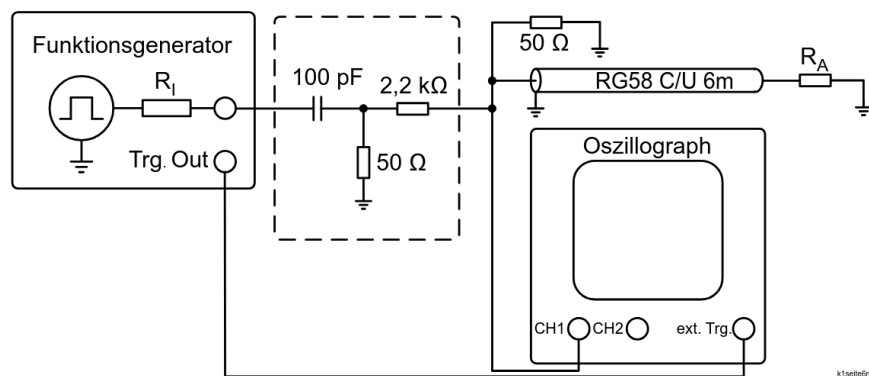 Funktionsgenerator
R_I
Trg. Out
100 pF
2,2 kΩ
50 Ω
50 Ω
RG58 C/U 6m
R_A
Oszillograph
CH1
CH2
ext. Trg.